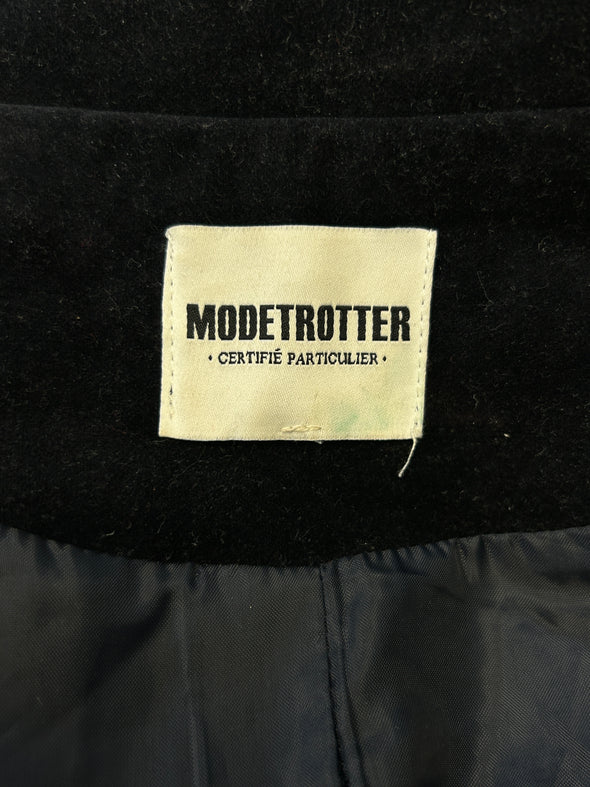 MODETROTTER
• CERTIFIÉ PARTICULIER •